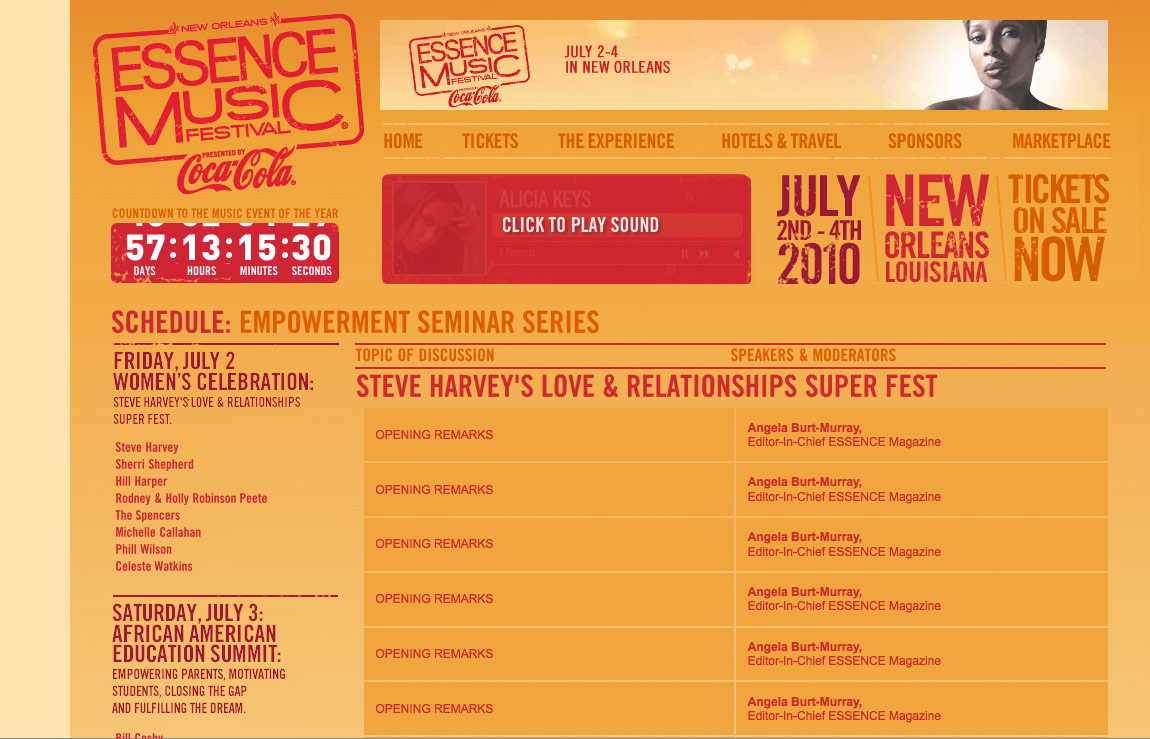 NEW ORLEANS
ESSENCE
MUSIC
FESTIVAL
®
PRESENTED BY
Coca-Cola
NEW ORLEANS
ESSENCE
MUSIC
FESTIVAL
Coca-Cola
JULY 2-4
IN NEW ORLEANS
HOME TICKETS THE EXPERIENCE HOTELS & TRAVEL SPONSORS MARKETPLACE
COUNTDOWN TO THE MUSIC EVENT OF THE YEAR
57:13:15:30
DAYS HOURS MINUTES SECONDS
ALICIA KEYS
CLICK TO PLAY SOUND
J Records
JULY
2ND - 4TH
2010
NEW
ORLEANS
LOUISIANA
TICKETS
ON SALE
NOW
SCHEDULE: EMPOWERMENT SEMINAR SERIES
FRIDAY, JULY 2
WOMEN'S CELEBRATION:
STEVE HARVEY'S LOVE & RELATIONSHIPS
SUPER FEST.
Steve Harvey
Sherri Shepherd
Hill Harper
Rodney & Holly Robinson Peete
The Spencers
Michelle Callahan
Phill Wilson
Celeste Watkins
SATURDAY, JULY 3:
AFRICAN AMERICAN
EDUCATION SUMMIT:
EMPOWERING PARENTS, MOTIVATING
STUDENTS, CLOSING THE GAP
AND FULFILLING THE DREAM.
Bill Cosby
TOPIC OF DISCUSSION SPEAKERS & MODERATORS
STEVE HARVEY'S LOVE & RELATIONSHIPS SUPER FEST
OPENING REMARKS
Angela Burt-Murray,
Editor-In-Chief ESSENCE Magazine
OPENING REMARKS
Angela Burt-Murray,
Editor-In-Chief ESSENCE Magazine
OPENING REMARKS
Angela Burt-Murray,
Editor-In-Chief ESSENCE Magazine
OPENING REMARKS
Angela Burt-Murray,
Editor-In-Chief ESSENCE Magazine
OPENING REMARKS
Angela Burt-Murray,
Editor-In-Chief ESSENCE Magazine
OPENING REMARKS
Angela Burt-Murray,
Editor-In-Chief ESSENCE Magazine